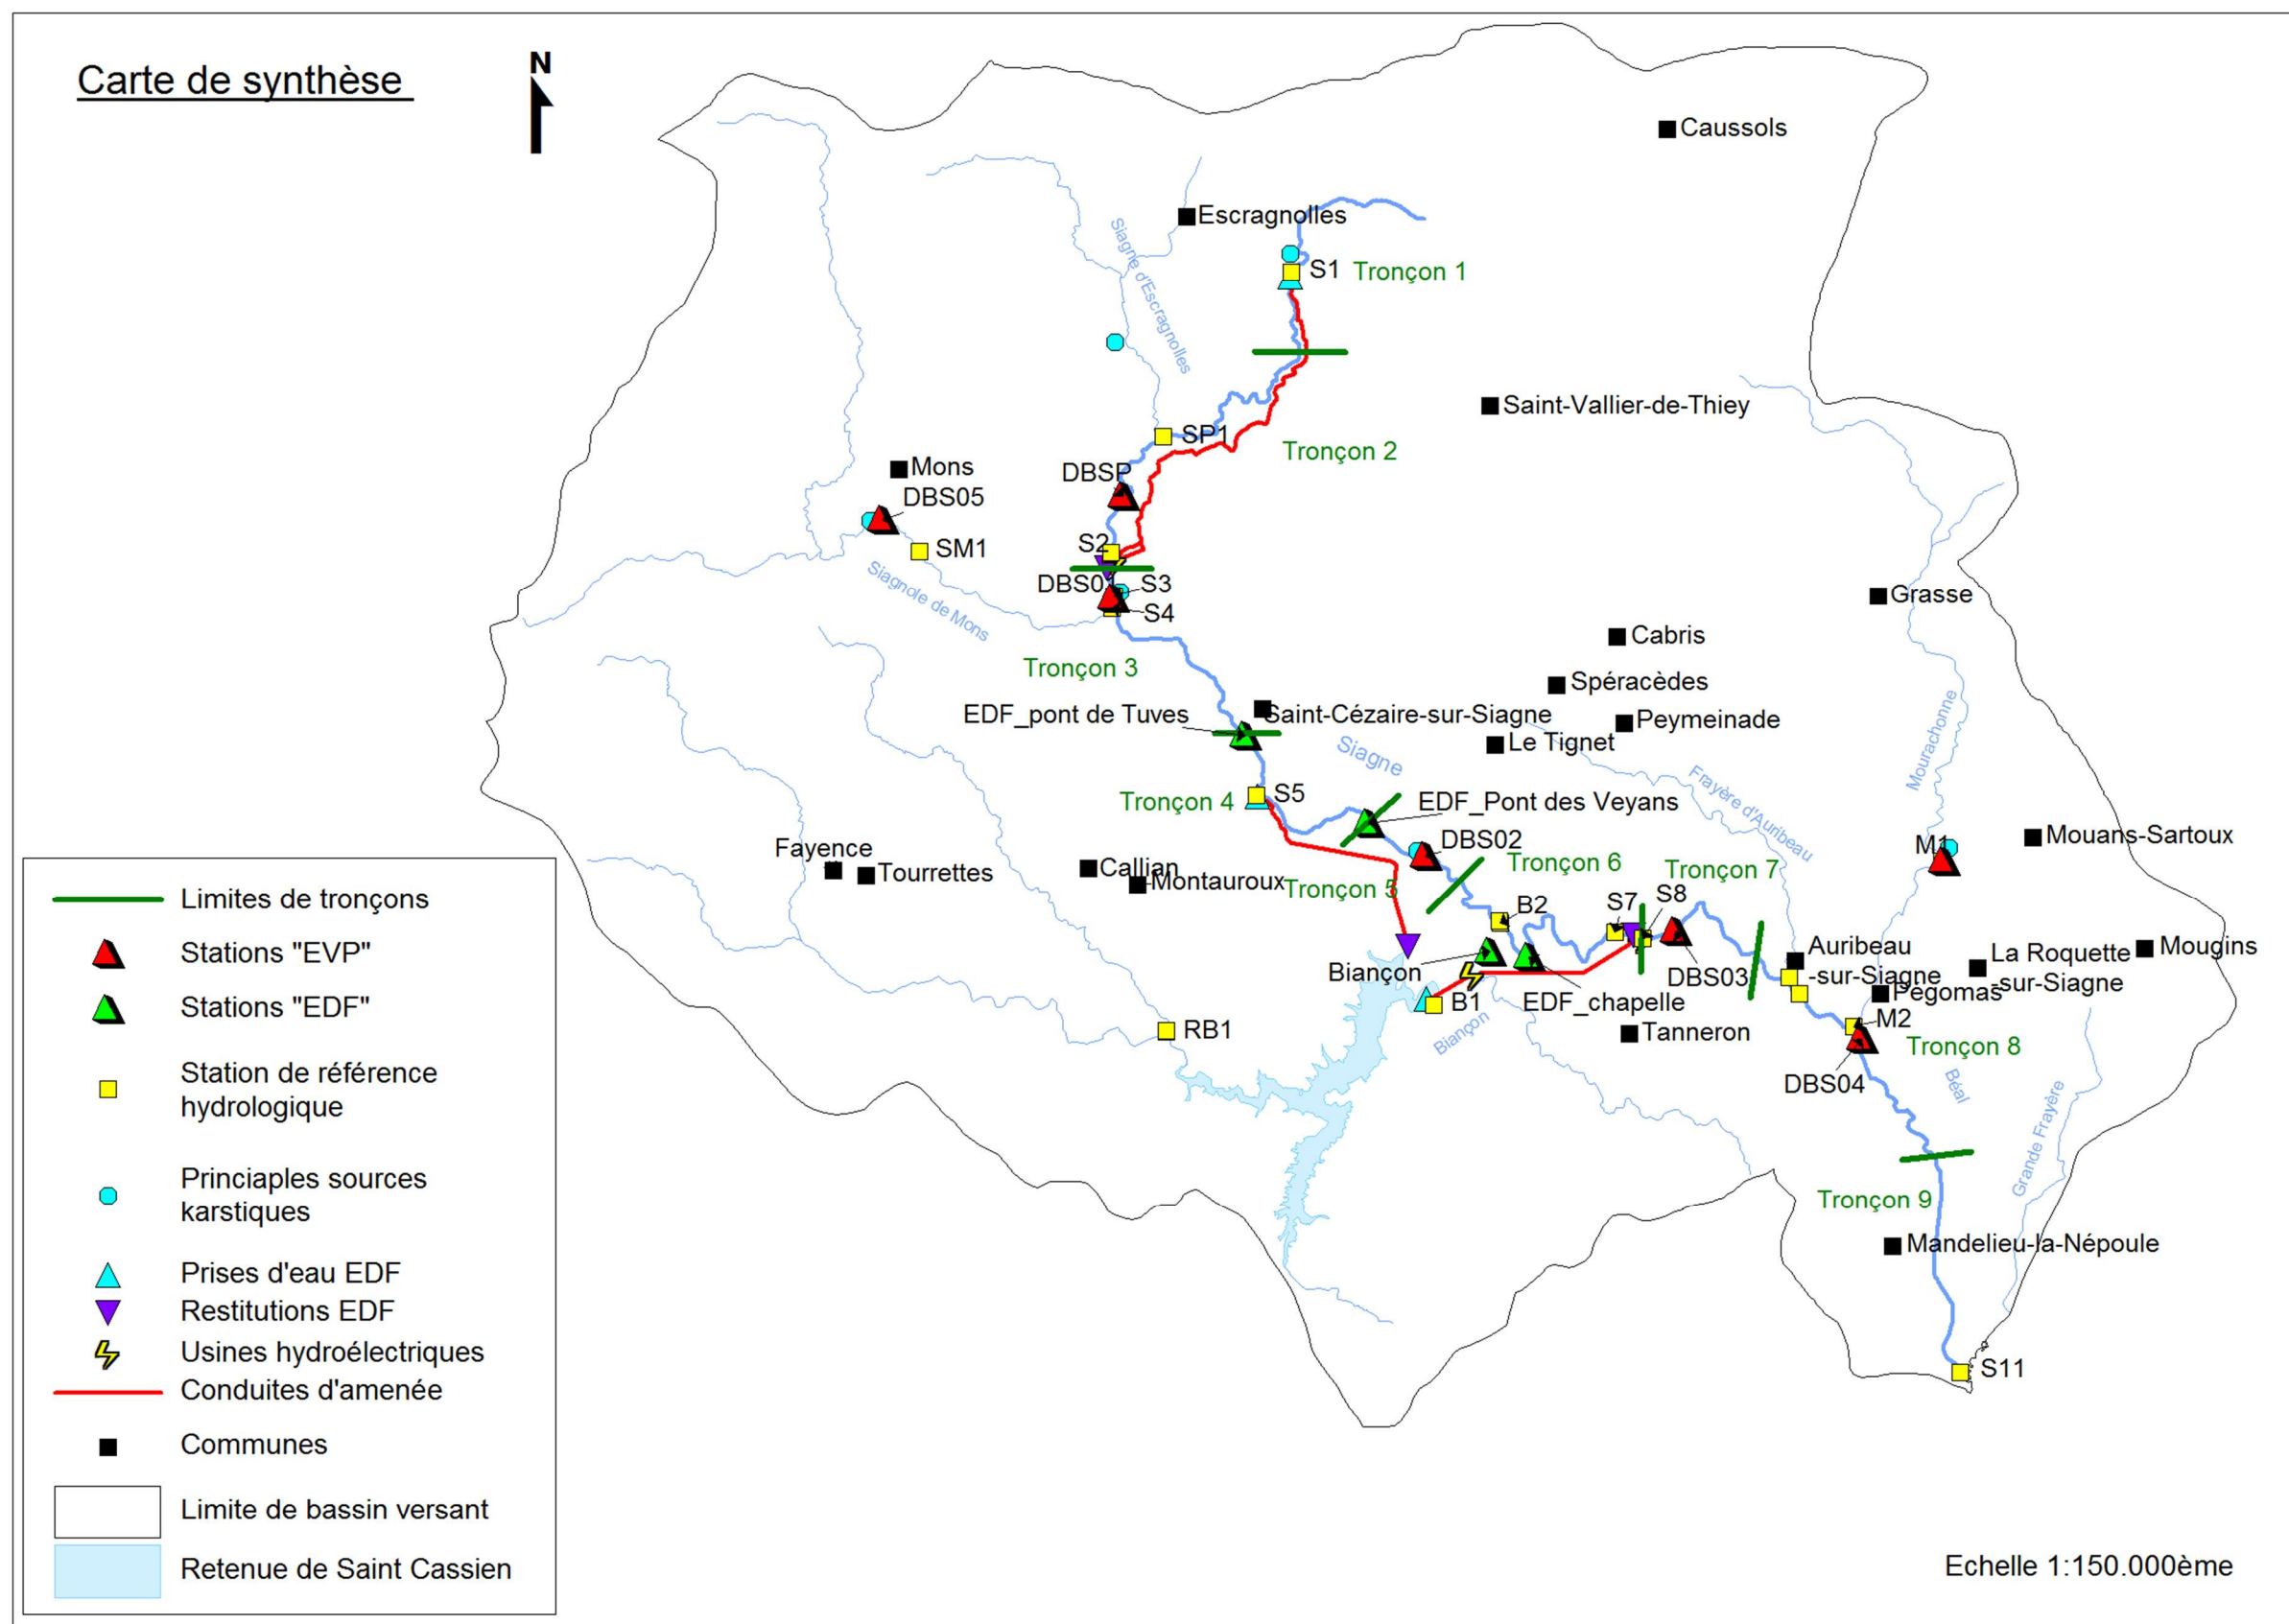 Carte de synthèse
N
Caussols
Escragnolles
Siagne d'Escragnolles
S1
Tronçon 1
Saint-Vallier-de-Thiey
SP1
Tronçon 2
Mons
DBSP
DBS05
S2
SM1
Siagnole de Mons
DBS01
S3
S4
Grasse
Cabris
Tronçon 3
Spéracèdes
EDF_pont de Tuves
Saint-Cézaire-sur-Siagne
Peymeinade
Le Tignet
Siagne
Mourachonne
Frayère d'Auribeau
Tronçon 4
S5
EDF_Pont des Veyans
DBS02
M1
Mouans-Sartoux
Fayence
Tourrettes
Callian
Montauroux
Tronçon 5
Tronçon 6
Tronçon 7
B2
S7
S8
Auribeau
-sur-Siagne
La Roquette
-sur-Siagne
Mougins
Biançon
DBS03
EDF_chapelle
Pégomas
B1
Biançon
Tanneron
M2
RB1
Tronçon 8
DBS04
Béal
Grande Frayère
Tronçon 9
Mandelieu-la-Népoule
S11
Limites de tronçons
Stations "EVP"
Stations "EDF"
Station de référence
hydrologique
Princiaples sources
karstiques
Prises d'eau EDF
Restitutions EDF
Usines hydroélectriques
Conduites d'amenée
Communes
Limite de bassin versant
Retenue de Saint Cassien
Echelle 1:150.000ème